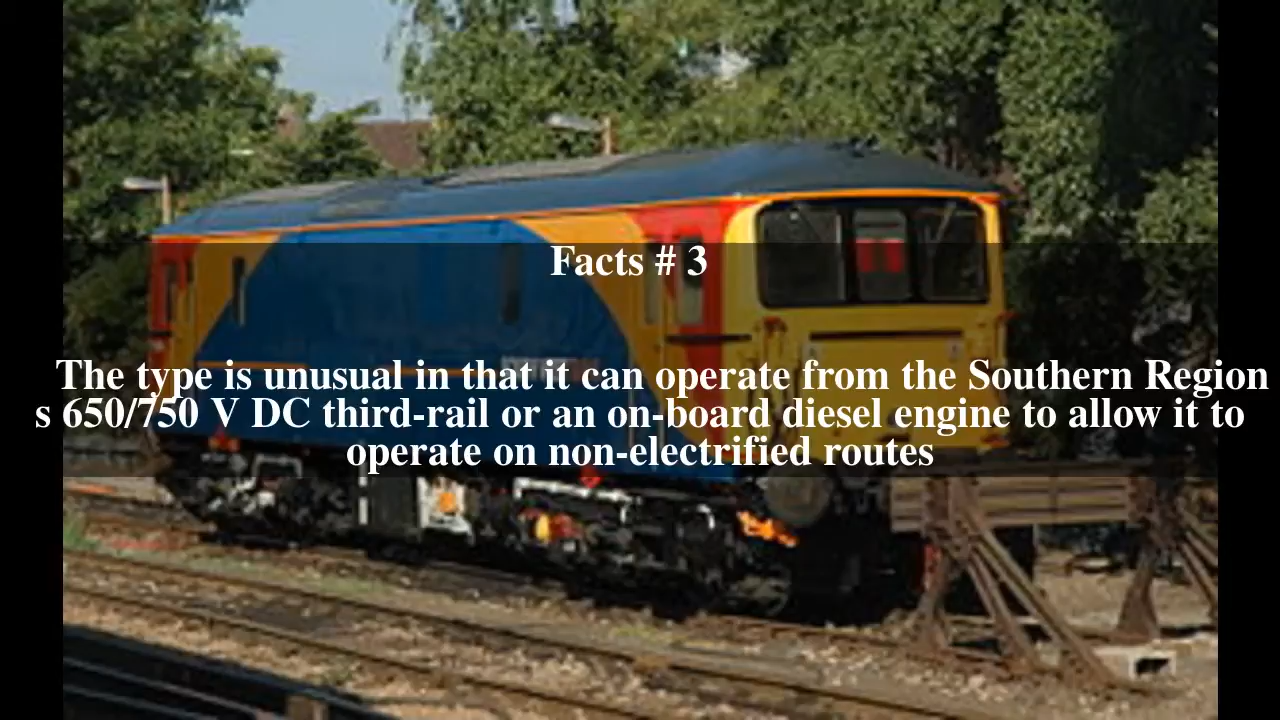 Facts # 3
The type is unusual in that it can operate from the Southern Region
s 650/750 V DC third-rail or an on-board diesel engine to allow it to
operate on non-electrified routes